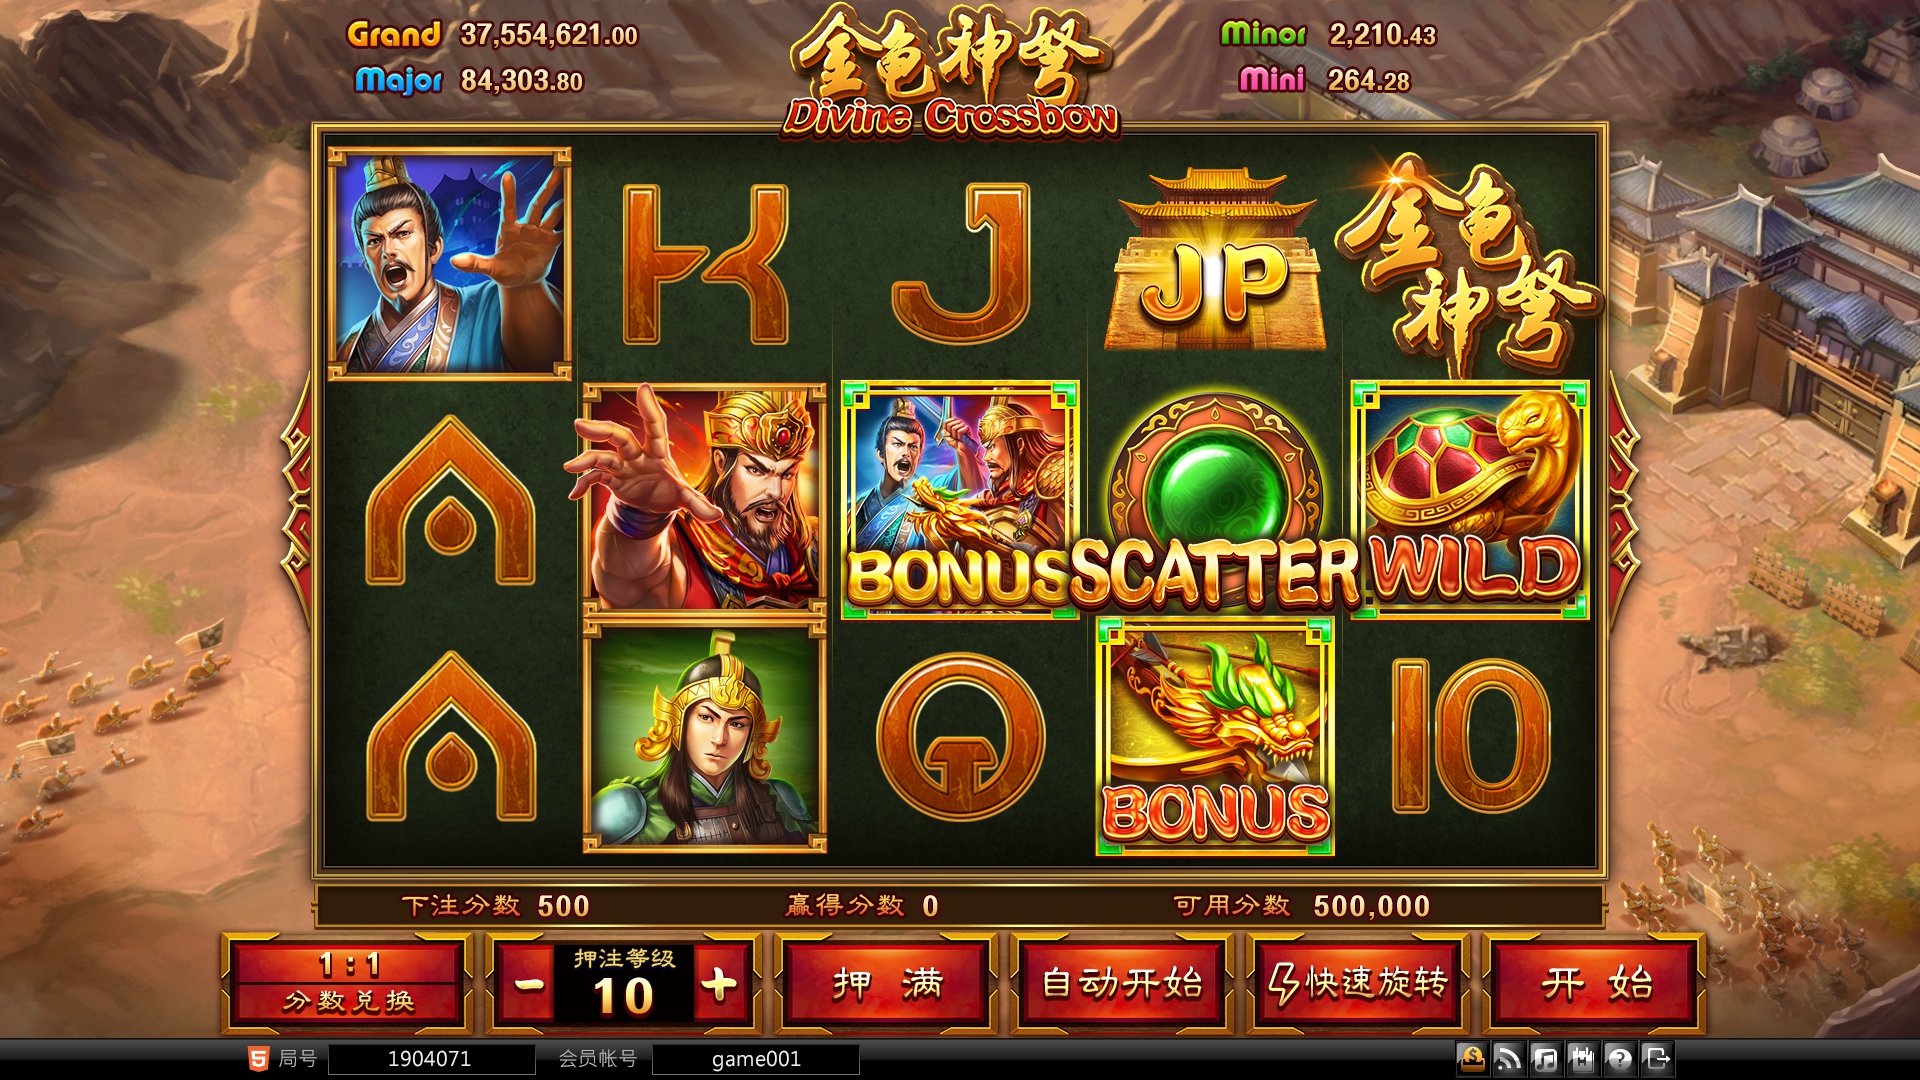 Grand 37,554,621.00
Major 84,303.80
金龟神弩
Divine Crossbow
Minor 2,210.43
Mini 264.28
K
J
JP
金龟神弩
A
BONUS
SCATTER
WILD
A
Q
BONUS
10
下注分数 500
赢得分数 0
可用分数 500,000
1:1
分数兑换
-
押注等级
10
+
押 满
自动开始
快速旋转
开 始
5 局号 1904071 会员帐号 game001